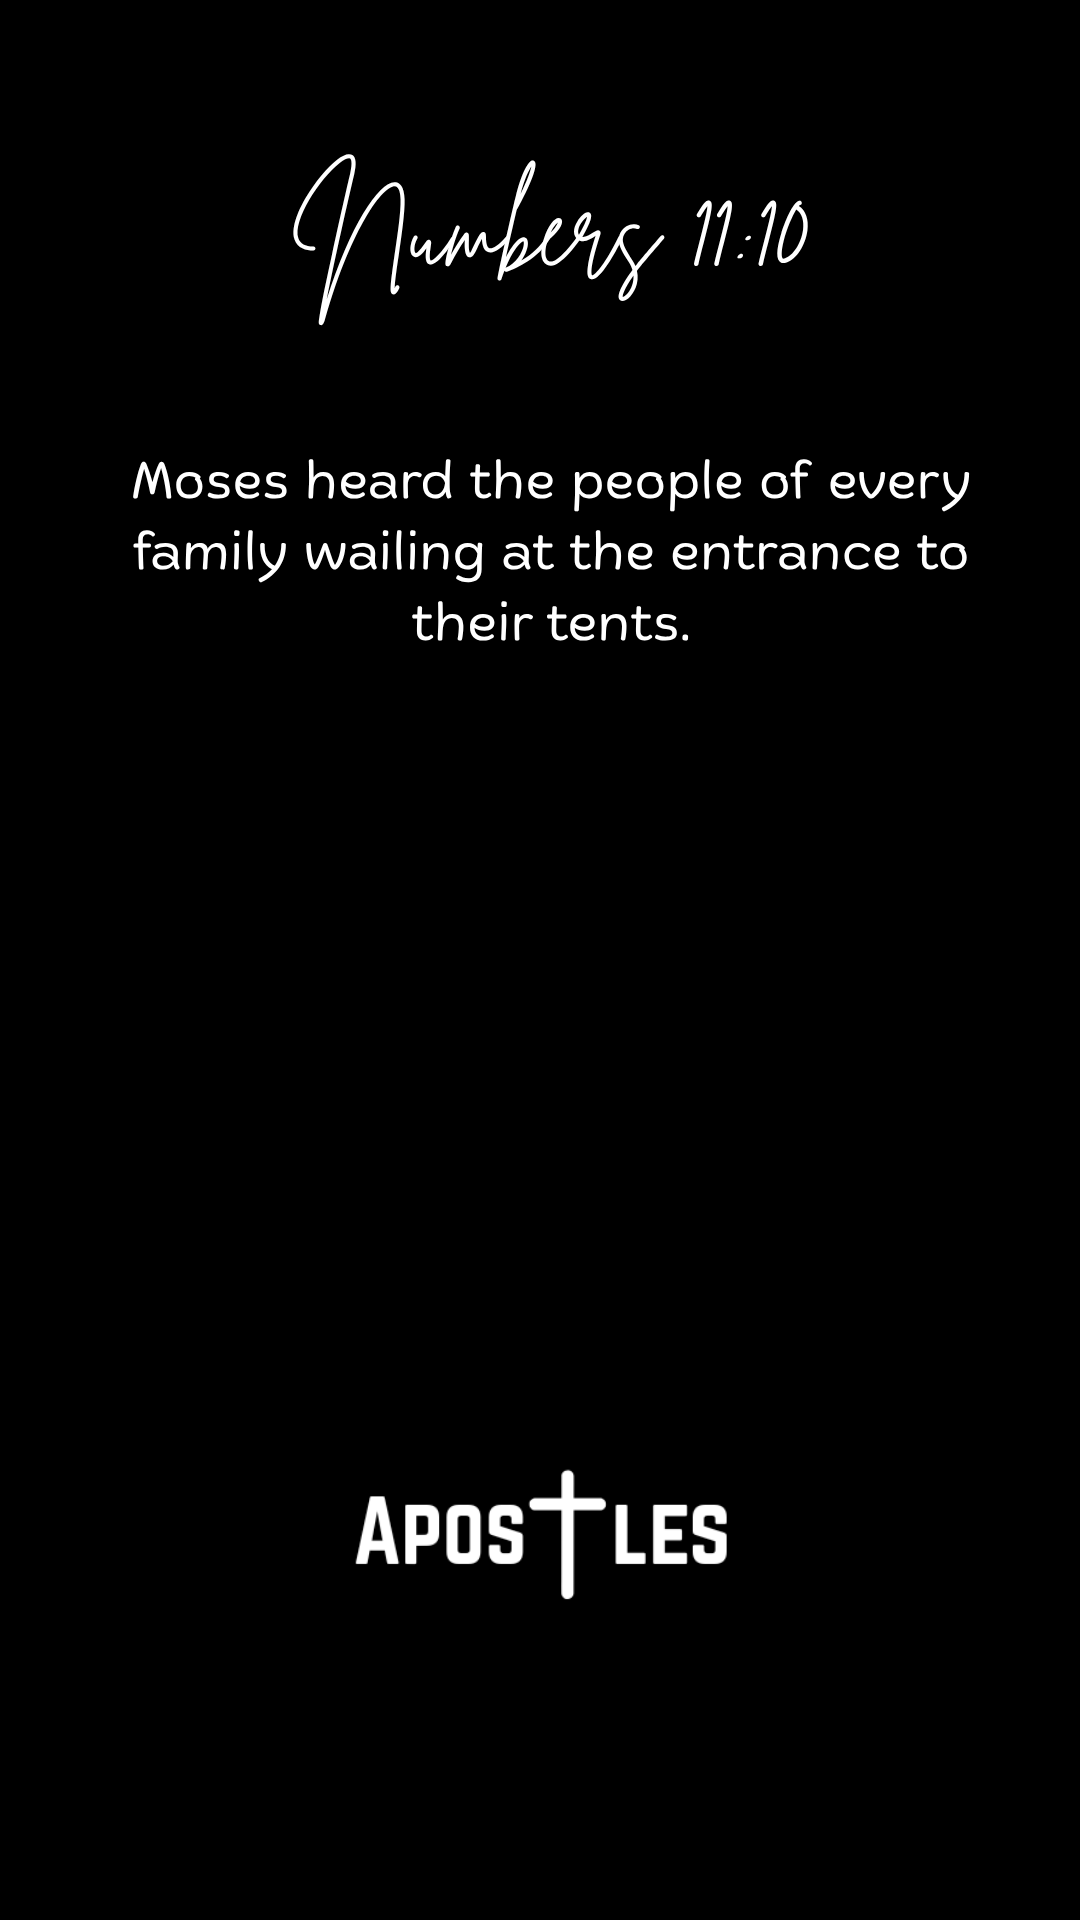 Numbers 11:10
Moses heard the people of every
family wailing at the entrance to
their tents.
APOSTLES